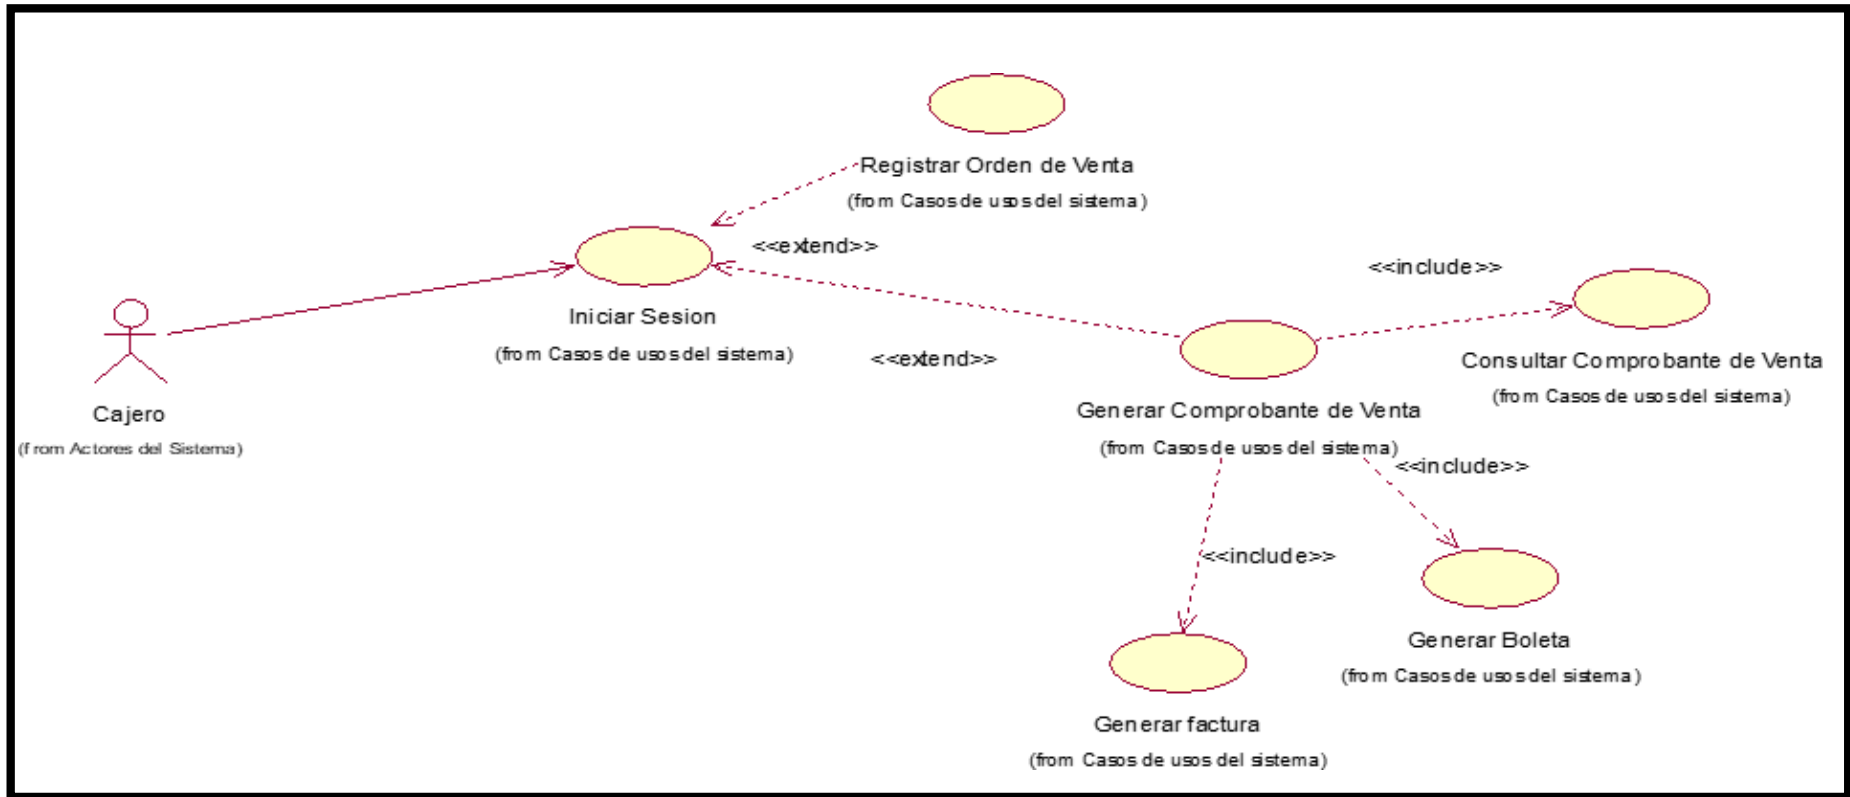 Registrar Orden de Venta
(from Casos de usos del sistema)
<<extend>>
<<include>>
Iniciar Sesion
(from Casos de usos del sistema)
<<extend>>
Consultar Comprobante de Venta
(from Casos de usos del sistema)
Cajero
(from Actores del Sistema)
Generar Comprobante de Venta
(from Casos de usos del sistema)
<<include>>
<<include>>
Generar Boleta
(from Casos de usos del sistema)
Generar factura
(from Casos de usos del sistema)